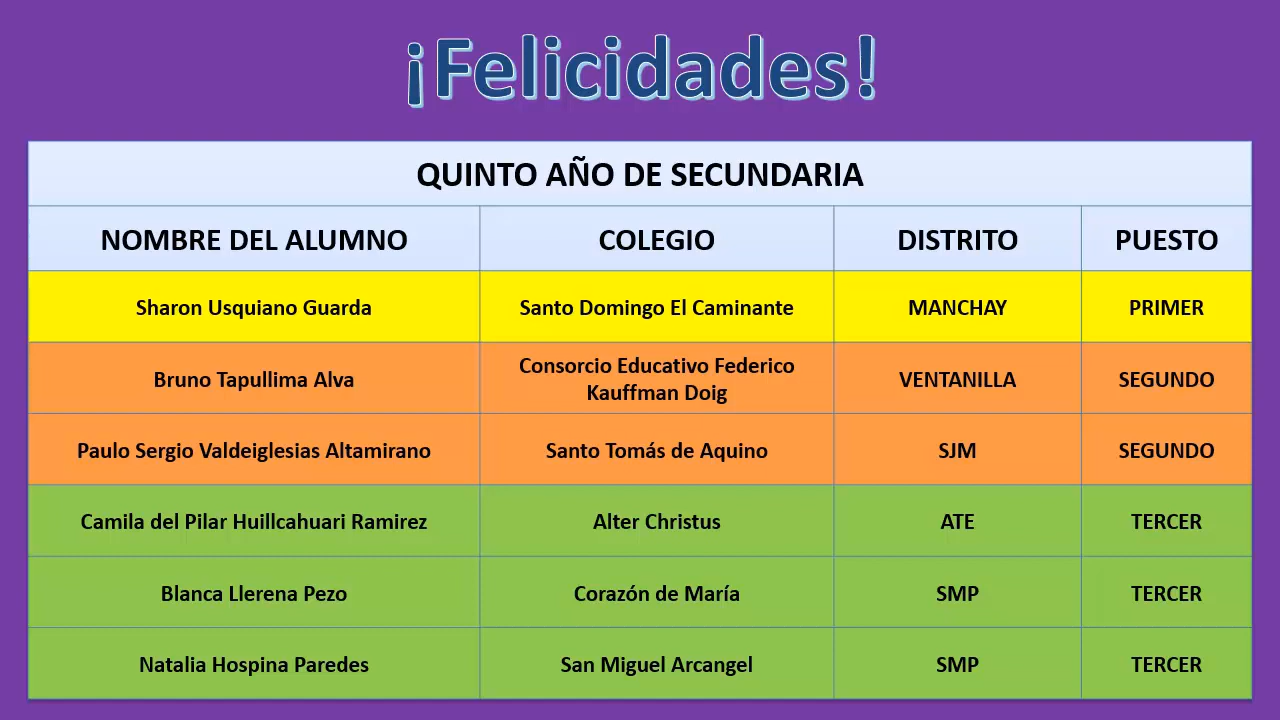 ¡Felicidades!
QUINTO AÑO DE SECUNDARIA
NOMBRE DEL ALUMNO COLEGIO DISTRITO PUESTO
Sharon Usquiano Guarda Santo Domingo El Caminante MANCHAY PRIMER
Bruno Tapullima Alva Consorcio Educativo Federico Kauffman Doig VENTANILLA SEGUNDO
Paulo Sergio Valdeiglesias Altamirano Santo Tomás de Aquino SJM SEGUNDO
Camila del Pilar Huillcahuari Ramirez Alter Christus ATE TERCER
Blanca Llerena Pezo Corazón de María SMP TERCER
Natalia Hospina Paredes San Miguel Arcangel SMP TERCER